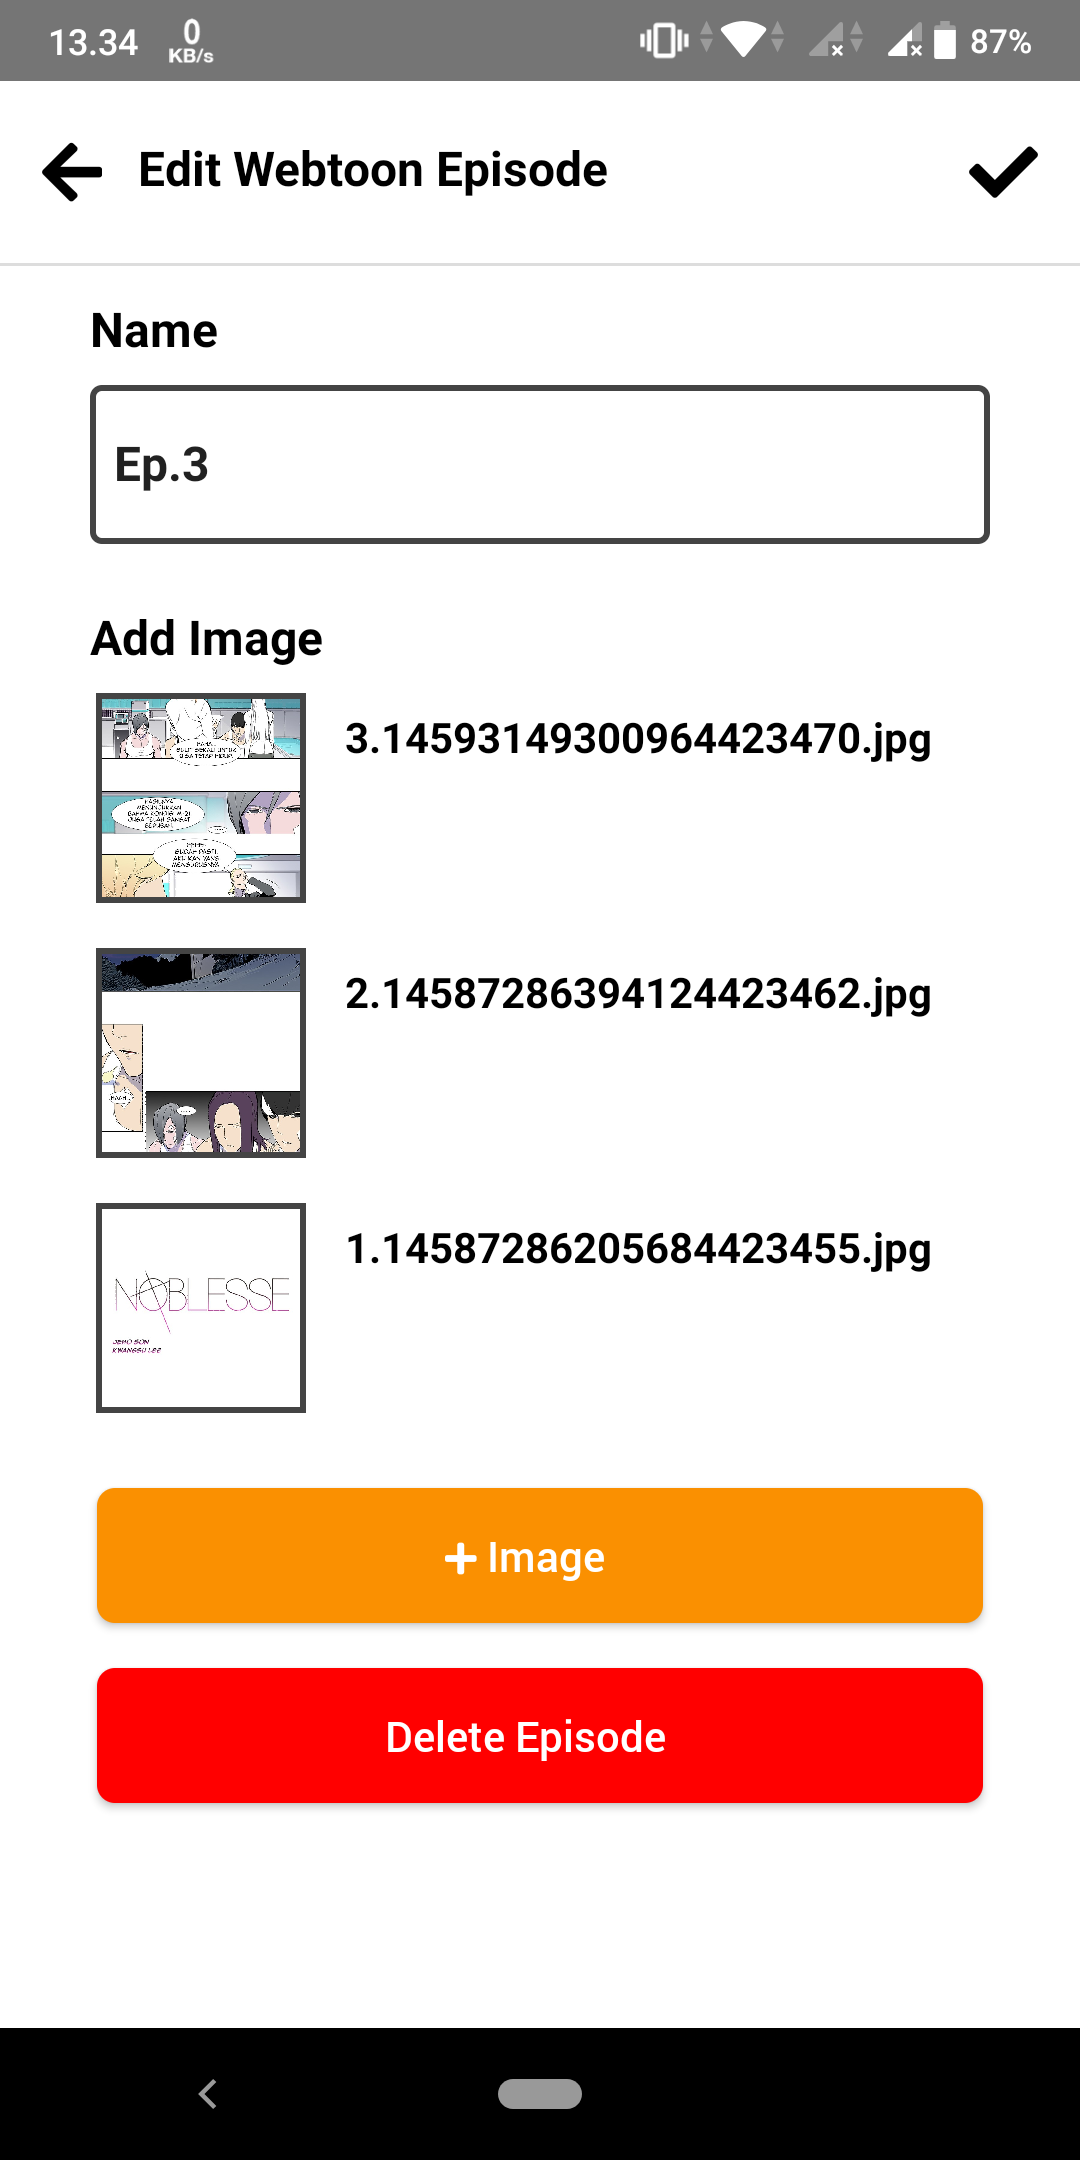 13.34
0
KB/s
87%
Edit Webtoon Episode
Name
Ep.3
Add Image
3.14593149300964423470.jpg
2.14587286394124423462.jpg
1.14587286205684423455.jpg
NOBLESSE
JEHO SON
KWANGSU LEE
+ Image
Delete Episode